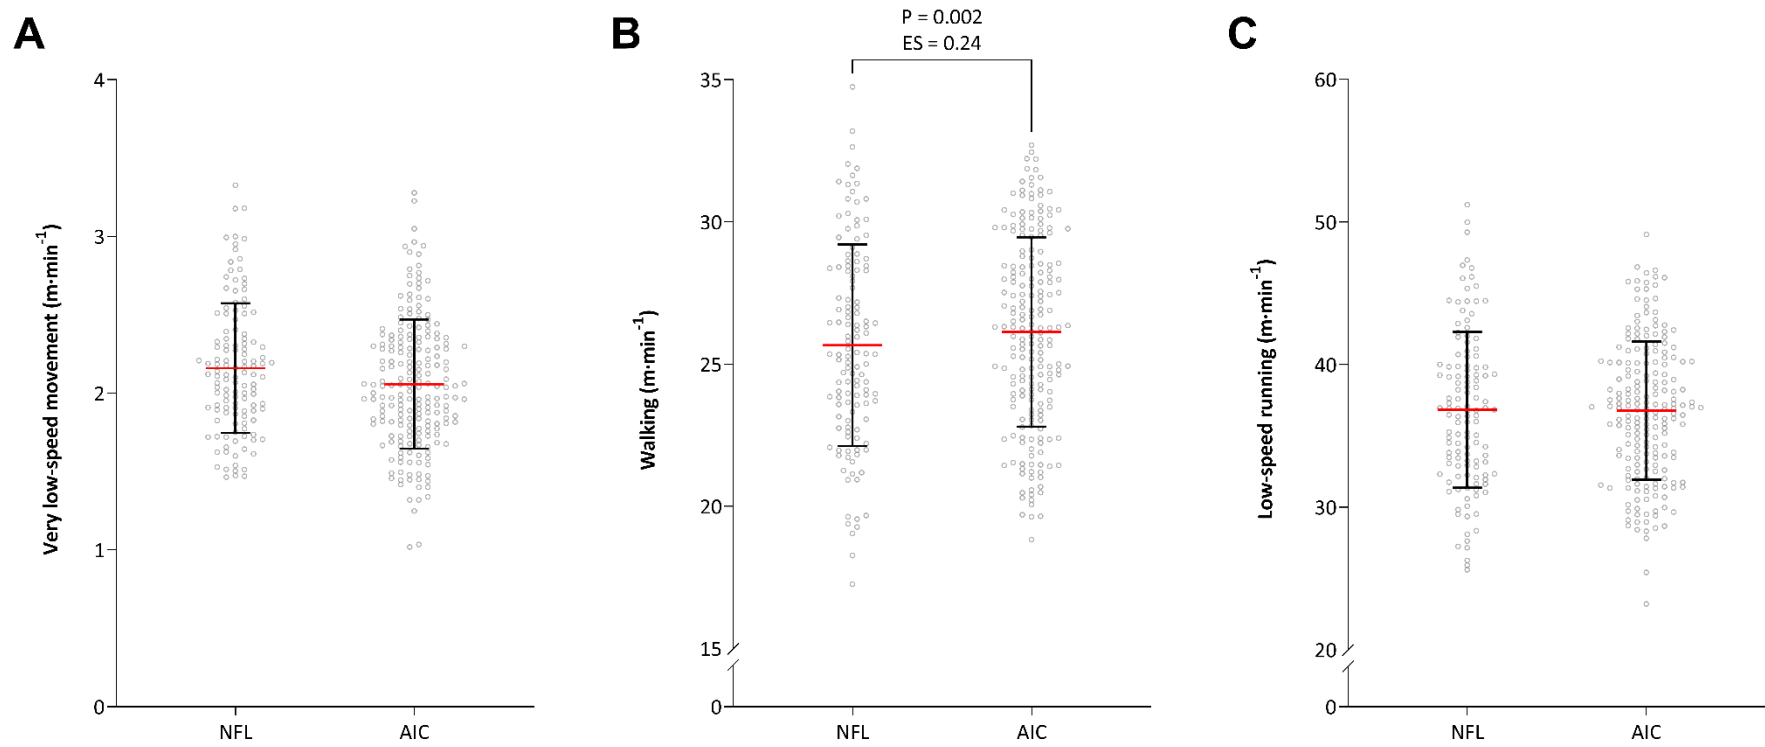 A
4
3
2
1
0
Very low-speed movement (m·min⁻¹)
NFL
AIC
B
P = 0.002
ES = 0.24
35
30
25
20
15
0
Walking (m·min⁻¹)
NFL
AIC
C
60
50
40
30
20
0
Low-speed running (m·min⁻¹)
NFL
AIC